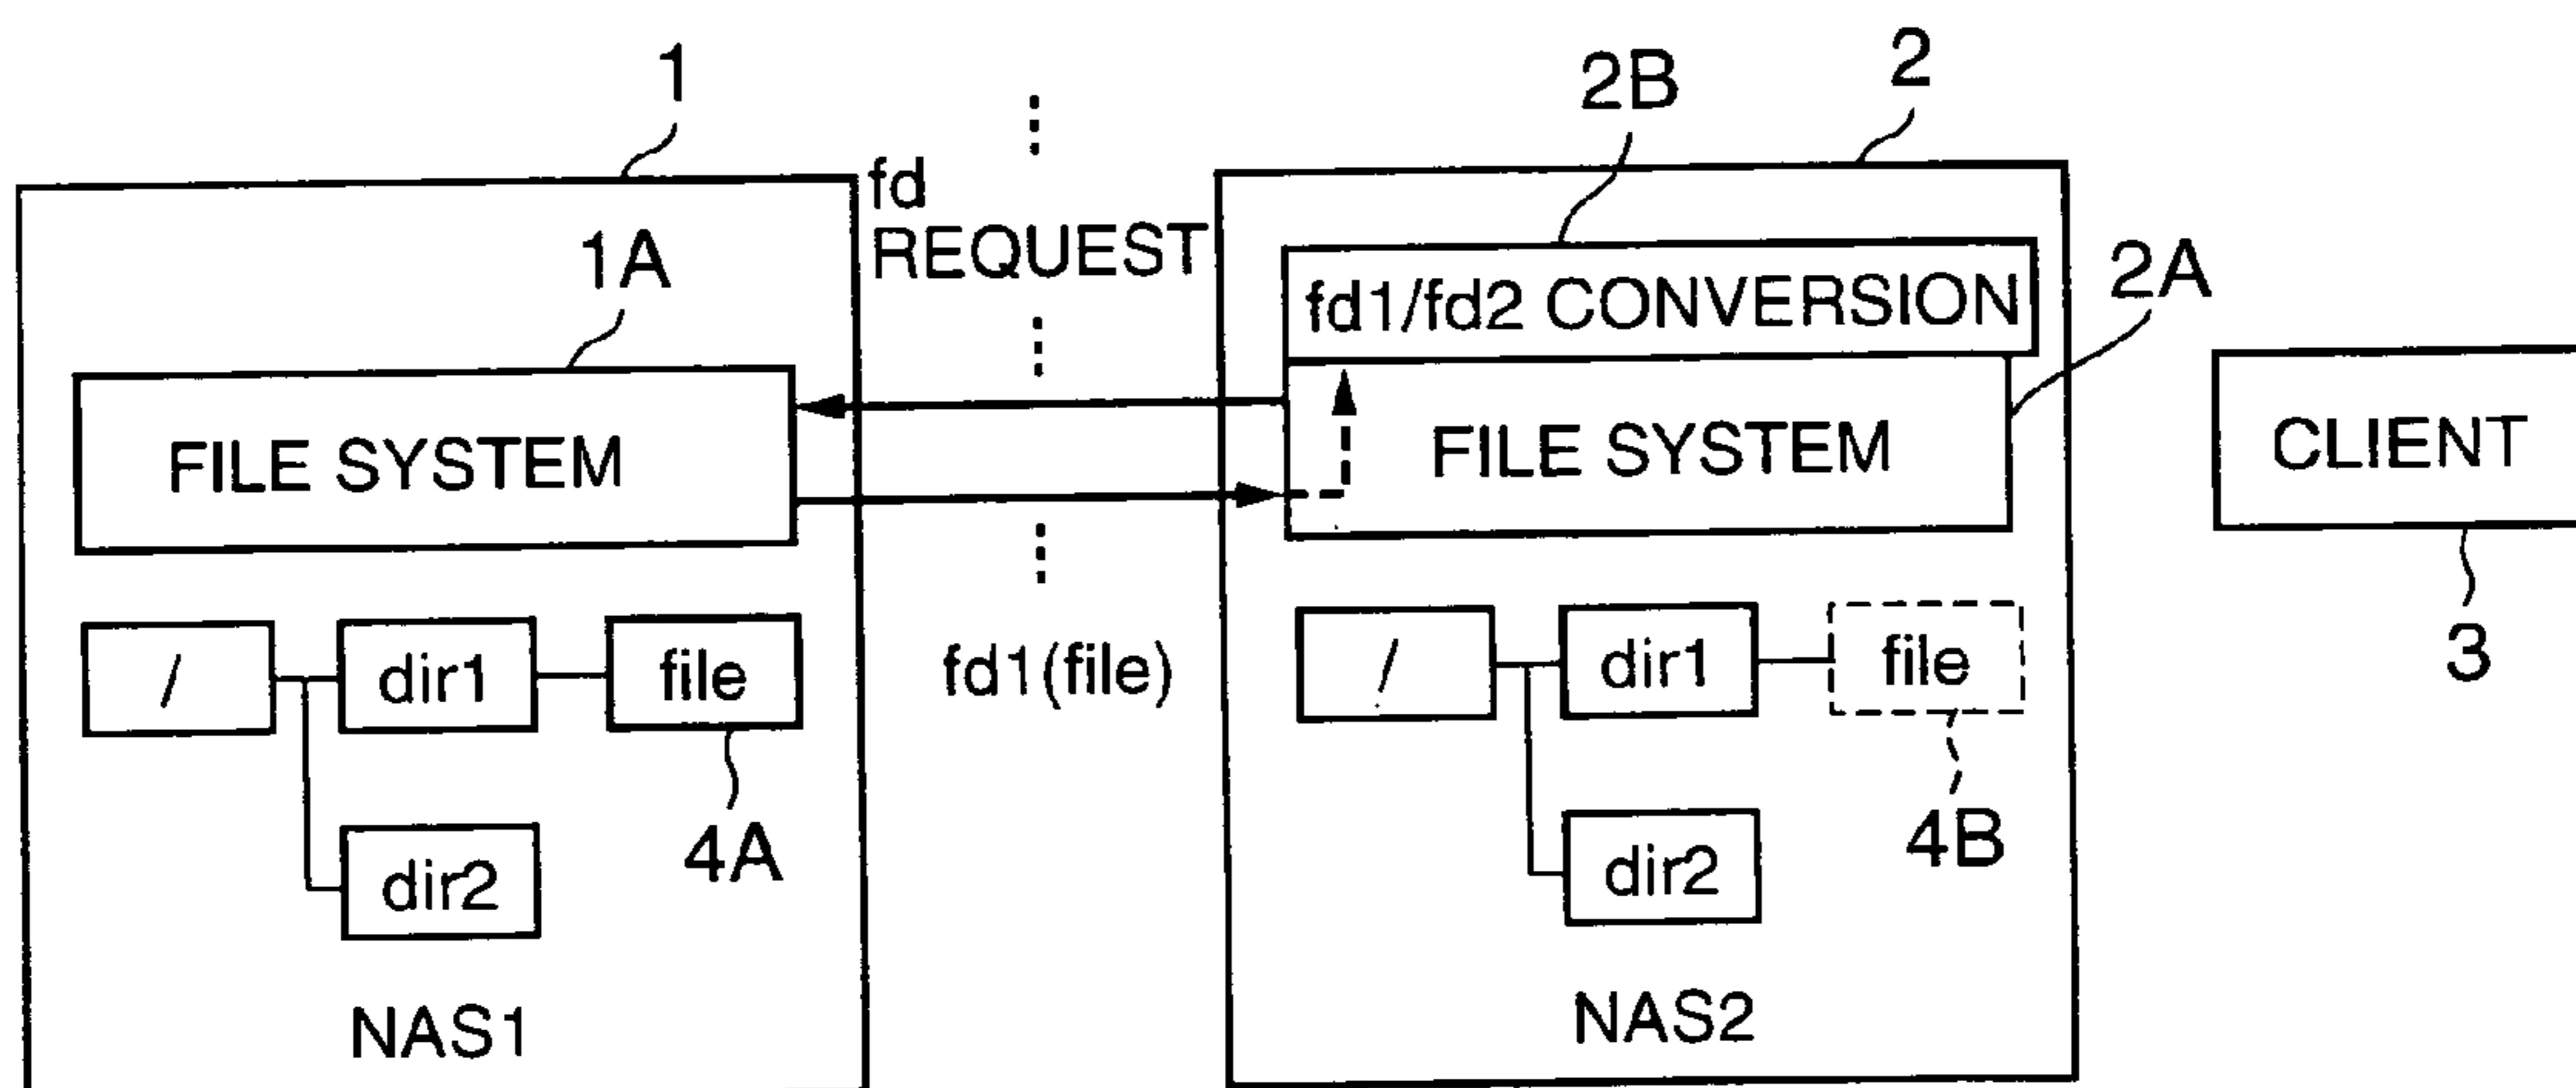 1
2B
2
fd
REQUEST
1A
2A
fd1/fd2 CONVERSION
FILE SYSTEM
FILE SYSTEM
CLIENT
3
/
dir1
file
fd1(file)
/
dir1
file
4A
4B
dir2
dir2
NAS1
NAS2